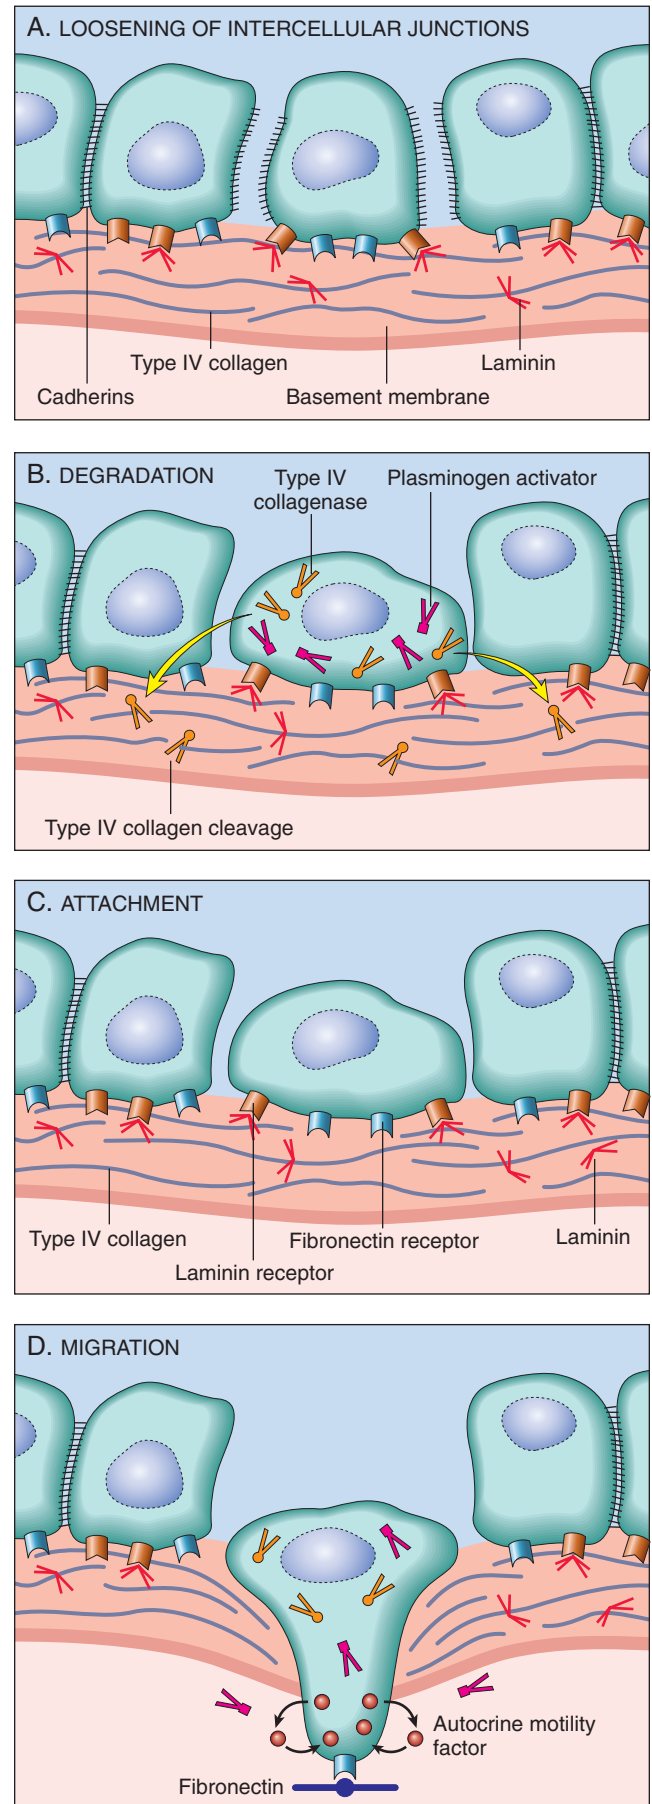 A. LOOSENING OF INTERCELLULAR JUNCTIONS
Type IV collagen
Laminin
Cadherins
Basement membrane
B. DEGRADATION
Type IV
collagenase
Plasminogen activator
Type IV collagen cleavage
C. ATTACHMENT
Type IV collagen
Fibronectin receptor
Laminin
Laminin receptor
D. MIGRATION
Autocrine motility
factor
Fibronectin